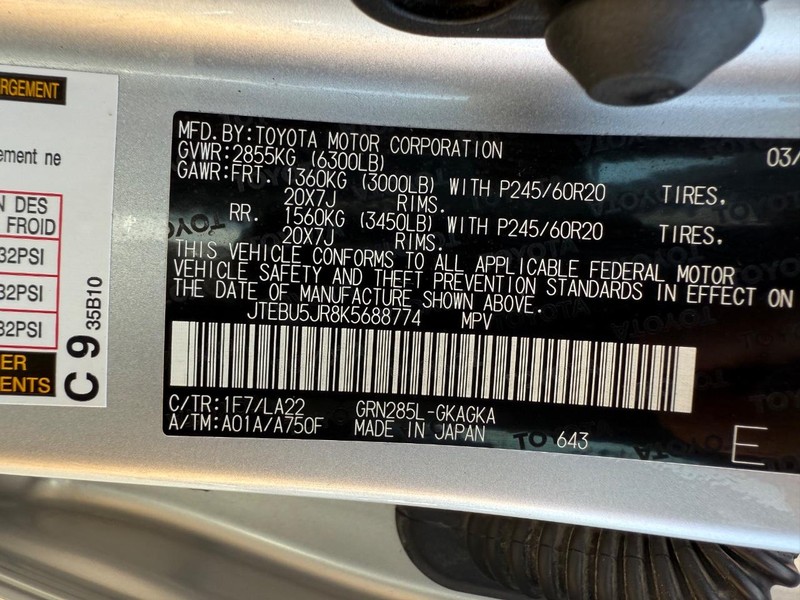 RGEMENT
ement ne
N DES
FROID
32PSI
32PSI
32PSI
ER
ENTS
C 9 35B10
MFD.BY:TOYOTA MOTOR CORPORATION 03/
GVWR:2855KG (6300LB)
GAWR:FRT. 1360KG (3000LB) WITH P245/60R20 TIRES,
20X7J RIMS.
RR. 1560KG (3450LB) WITH P245/60R20 TIRES,
20X7J RIMS.
THIS VEHICLE CONFORMS TO ALL APPLICABLE FEDERAL MOTOR
VEHICLE SAFETY AND THEFT PREVENTION STANDARDS IN EFFECT ON
THE DATE OF MANUFACTURE SHOWN ABOVE.
JTEBU5JR8K5688774 MPV
C/TR:1F7/LA22 GRN285L-GKAGKA
A/TM:A01A/A750F MADE IN JAPAN 643
E